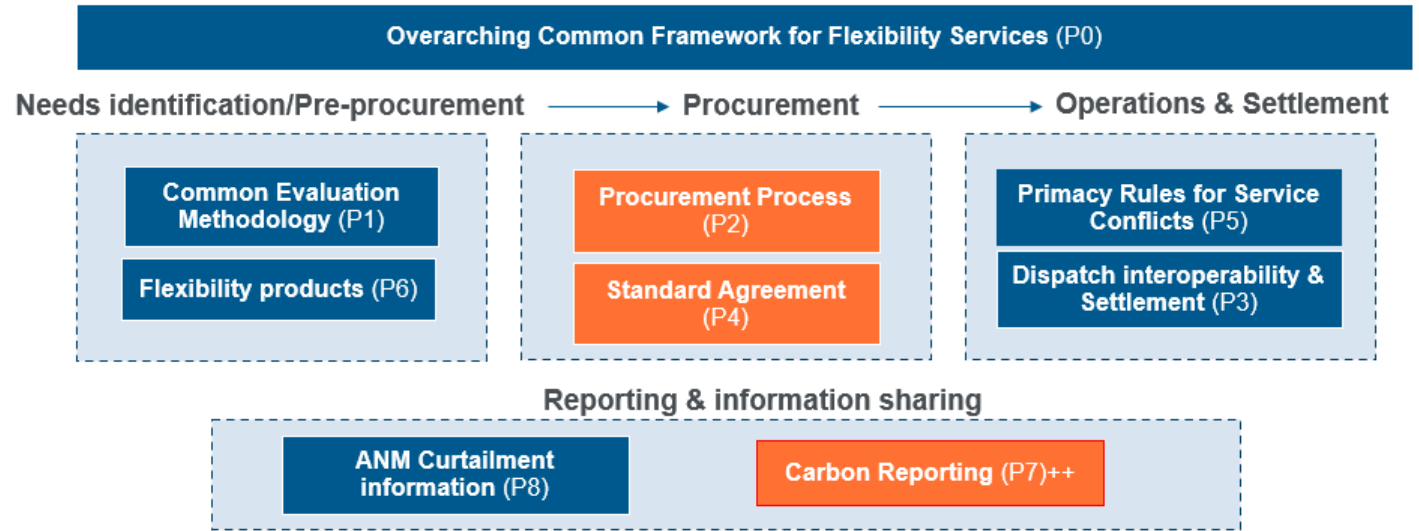 Overarching Common Framework for Flexibility Services (P0)
Needs identification/Pre-procurement
Procurement
Operations & Settlement
Common Evaluation
Methodology (P1)
Flexibility products (P6)
Procurement Process
(P2)
Standard Agreement
(P4)
Primacy Rules for Service
Conflicts (P5)
Dispatch interoperability &
Settlement (P3)
Reporting & information sharing
ANM Curtailment
information (P8)
Carbon Reporting (P7)++